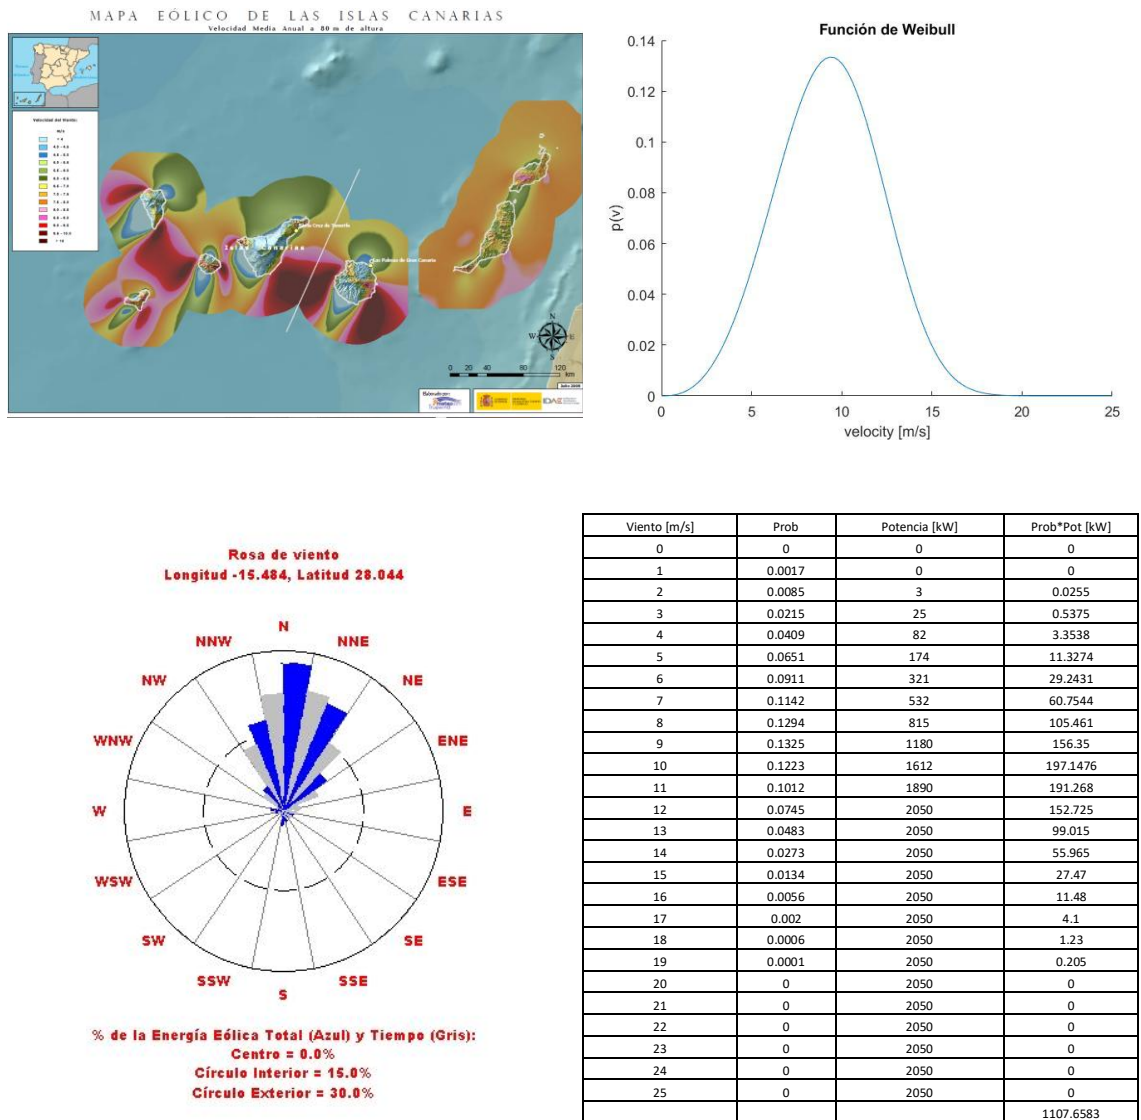 MAPA EÓLICO DE LAS ISLAS CANARIAS
Velocidad Media Anual a 80 m de altura
Velocidad del Viento:
M/s
Islas Canarias
Santa Cruz de Tenerife
Las Palmas de Gran Canaria
N
W
E
S
0 20 40 80 120
km
Julio 2009
Elaborado por:
IDAE
Función de Weibull
0.14
0.12
0.1
0.08
0.06
0.04
0.02
0
p(v)
0 5 10 15 20 25
velocity [m/s]
Rosa de viento
Longitud -15.484, Latitud 28.044
N
NNW NNE
NW NE
WNW ENE
W E
WSW ESE
SW SE
SSW SSE
S
% de la Energía Eólica Total (Azul) y Tiempo (Gris):
Centro = 0.0%
Círculo Interior = 15.0%
Círculo Exterior = 30.0%
Viento [m/s] Prob Potencia [kW] Prob*Pot [kW]
0 0 0 0
1 0.0017 0 0
2 0.0085 3 0.0255
3 0.0215 25 0.5375
4 0.0409 82 3.3538
5 0.0651 174 11.3274
6 0.0911 321 29.2431
7 0.1142 532 60.7544
8 0.1294 815 105.461
9 0.1325 1180 156.35
10 0.1223 1612 197.1476
11 0.1012 1890 191.268
12 0.0745 2050 152.725
13 0.0483 2050 99.015
14 0.0273 2050 55.965
15 0.0134 2050 27.47
16 0.0056 2050 11.48
17 0.002 2050 4.1
18 0.0006 2050 1.23
19 0.0001 2050 0.205
20 0 2050 0
21 0 2050 0
22 0 2050 0
23 0 2050 0
24 0 2050 0
25 0 2050 0
1107.6583